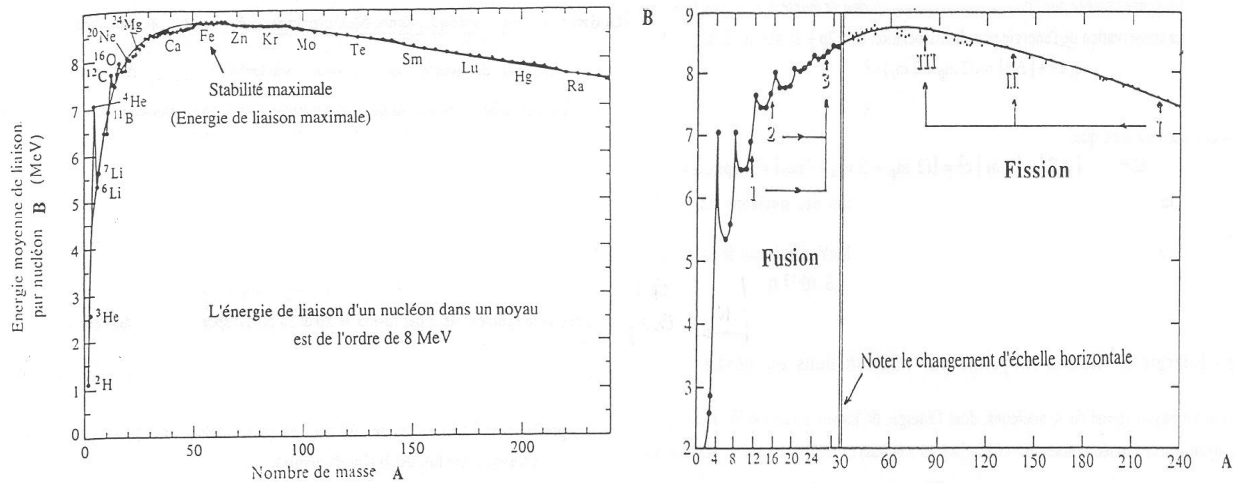 Energie moyenne de liaison
par nucléon B (MeV)
8
7
6
5
4
3
2
1
0
²⁴Mg
²⁰Ne
¹⁶O
¹²C
⁴He
¹¹B
⁷Li
⁶Li
³He
²H
Ca
Fe
Zn
Kr
Mo
Te
Sm
Lu
Hg
Ra
Stabilité maximale
(Energie de liaison maximale)
L'énergie de liaison d'un nucléon dans un noyau
est de l'ordre de 8 MeV
0 50 100 150 200
Nombre de masse A
B
9
8
7
6
5
4
3
2
1
2
3
III
II
I
Fusion
Fission
Noter le changement d'échelle horizontale
0 4 8 12 16 20 24 30 60 90 120 150 180 210 240 A